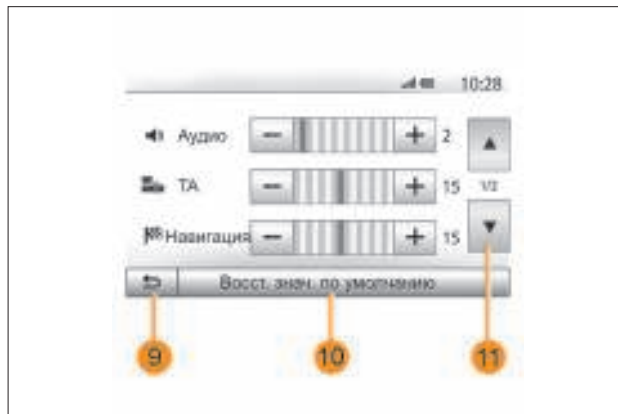 10:28
Аудио − + 2 ▲
TA − + 15 1/2
Навигация − + 15 ▼
Восст. знач. по умолчанию
9 10 11